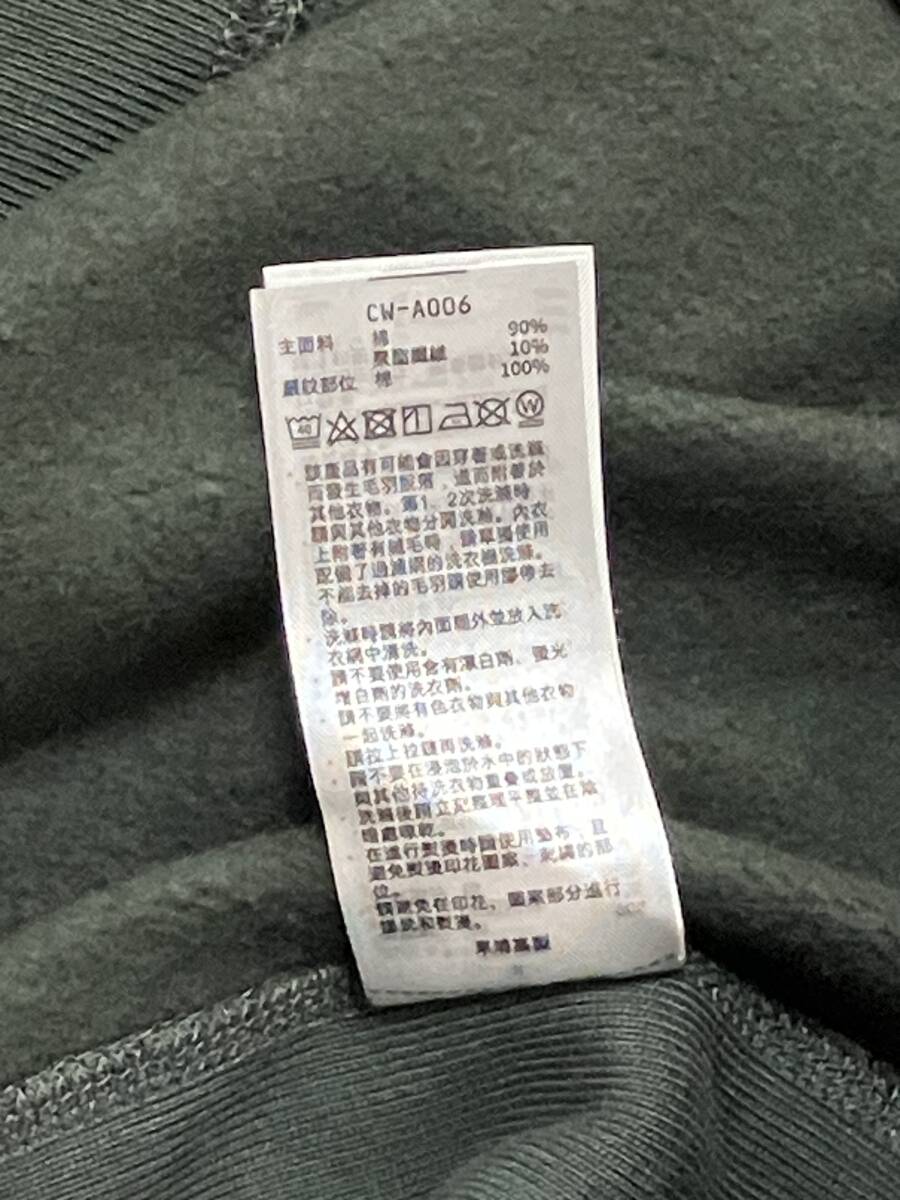 CW-A006
主面料 棉 90%
聚酯纖維 10%
羅紋部位 棉 100%
40
W
該產品有可能會因穿著或洗滌
而發生毛羽脫落，進而附著於
其他衣物。第1、2次洗滌時
請與其他衣物分開洗滌。內衣
上附著有絨毛時，請單獨使用
配備了過濾網的洗衣機洗滌。
不能去掉的毛羽請使用膠帶去
除。
洗滌時請將內面翻外並放入洗
衣網中清洗。
請不要使用含有漂白劑、螢光
增白劑的洗衣劑。
請不要將有色衣物與其他衣物
一起洗滌。
請拉上拉鏈再洗滌。
請不要在浸泡於水中的狀態下
與其他待洗衣物重疊或放置。
洗滌後請立即整理平整並在陰
暗處晾乾。
在進行熨燙時請使用墊布，且
避免熨燙印花圖案、刺繡的部
位。
請避免在印花、圖案部分進行
搓洗和熨燙。
柬埔寨製